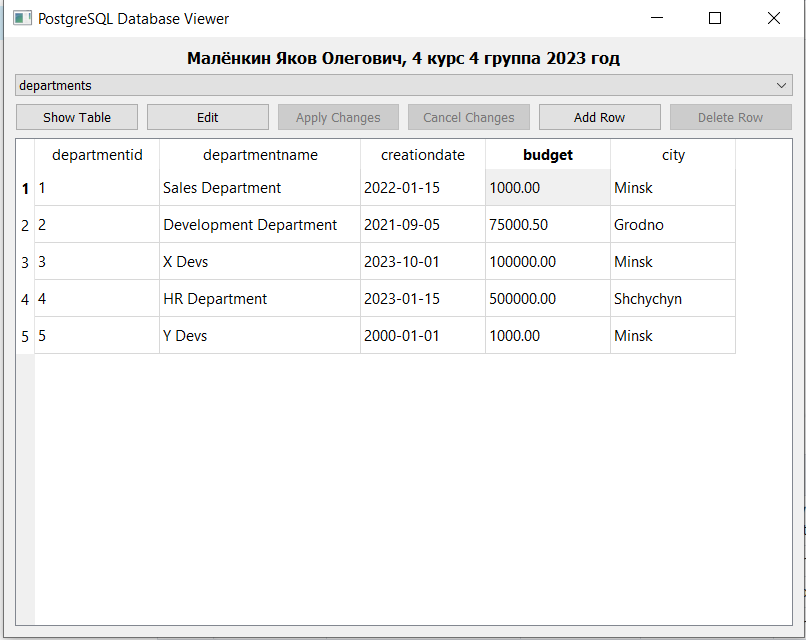 PostgreSQL Database Viewer
Малёнкин Яков Олегович, 4 курс 4 группа 2023 год
departments
Show Table Edit Apply Changes Cancel Changes Add Row Delete Row
departmentid departmentname creationdate budget city
1 1 Sales Department 2022-01-15 1000.00 Minsk
2 2 Development Department 2021-09-05 75000.50 Grodno
3 3 X Devs 2023-10-01 100000.00 Minsk
4 4 HR Department 2023-01-15 500000.00 Shchychyn
5 5 Y Devs 2000-01-01 1000.00 Minsk